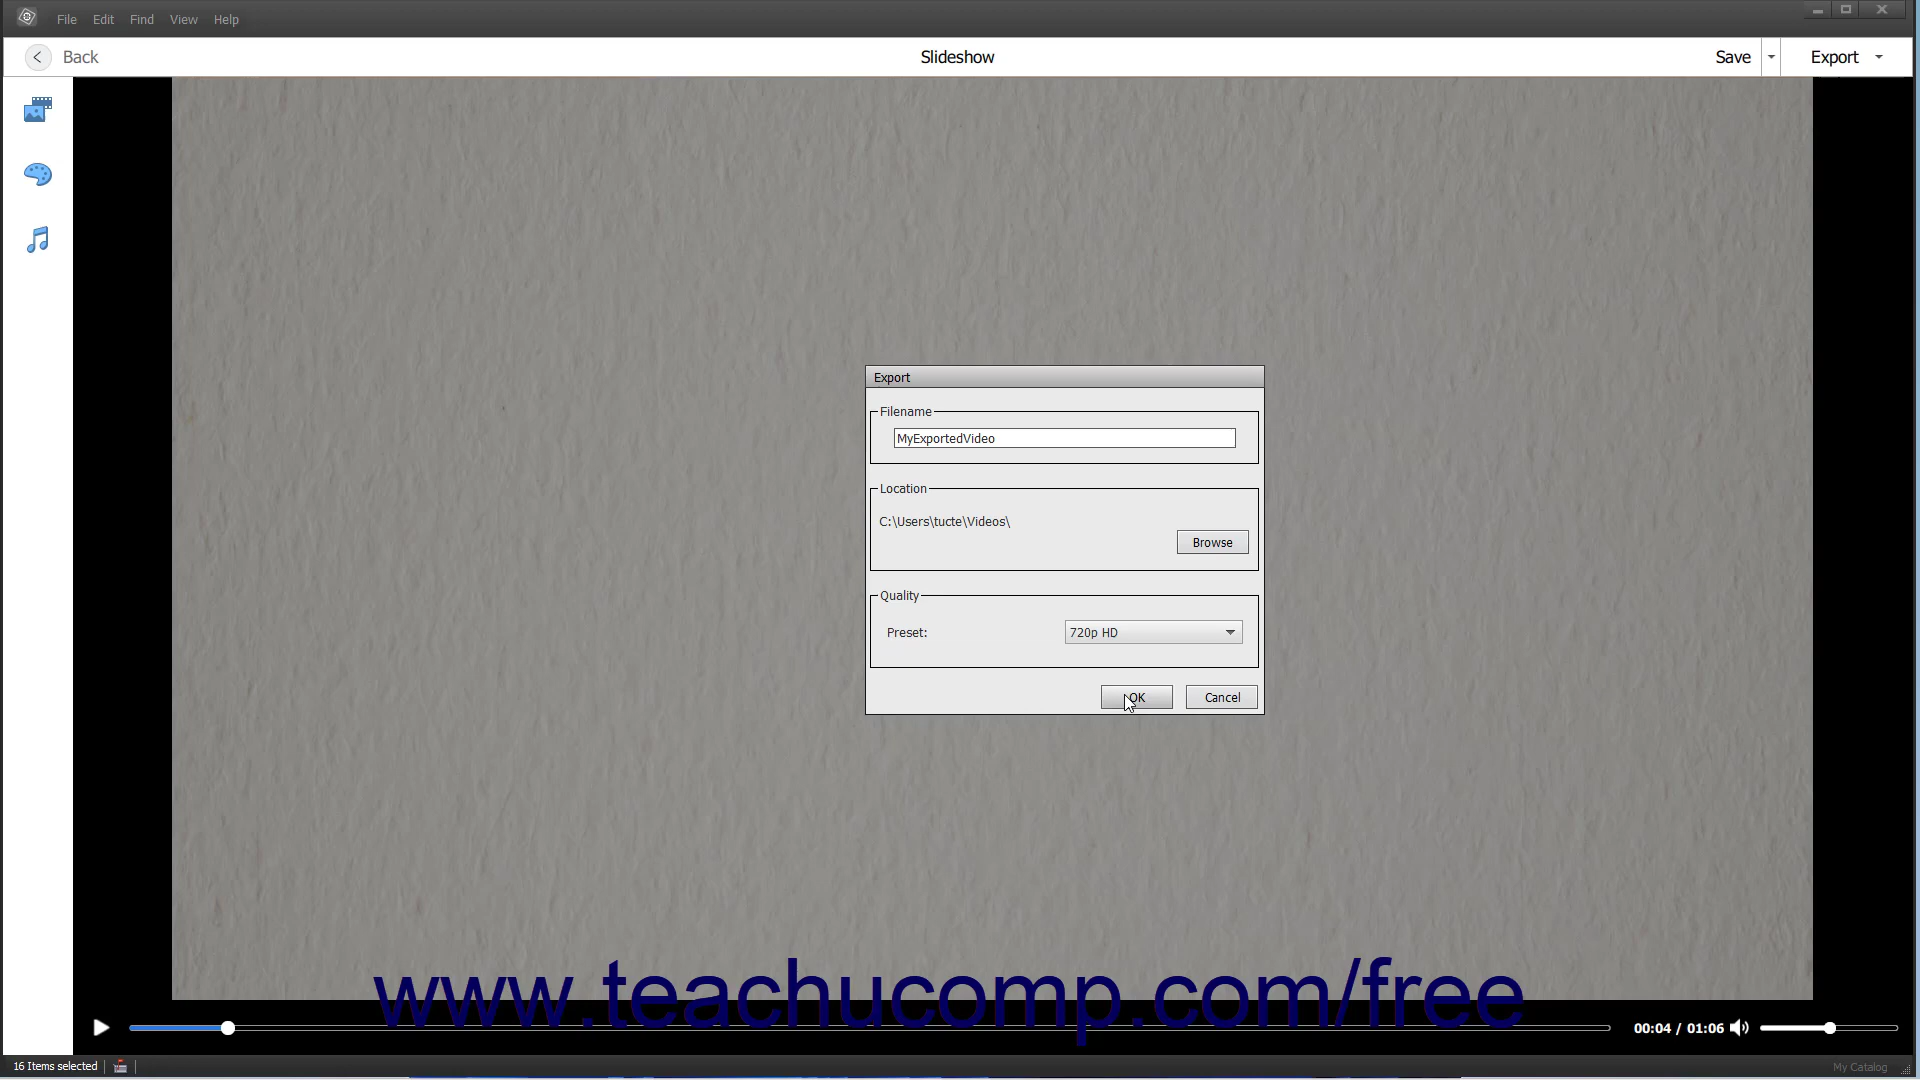 File Edit Find View Help
Back
Slideshow
Save
Export
Export
Filename
MyExportedVideo
Location
C:\Users\tucte\Videos\
Browse
Quality
Preset:
720p HD
OK
Cancel
www.teachucomp.com/free
00:04 / 01:06
16 Items selected
My Catalog